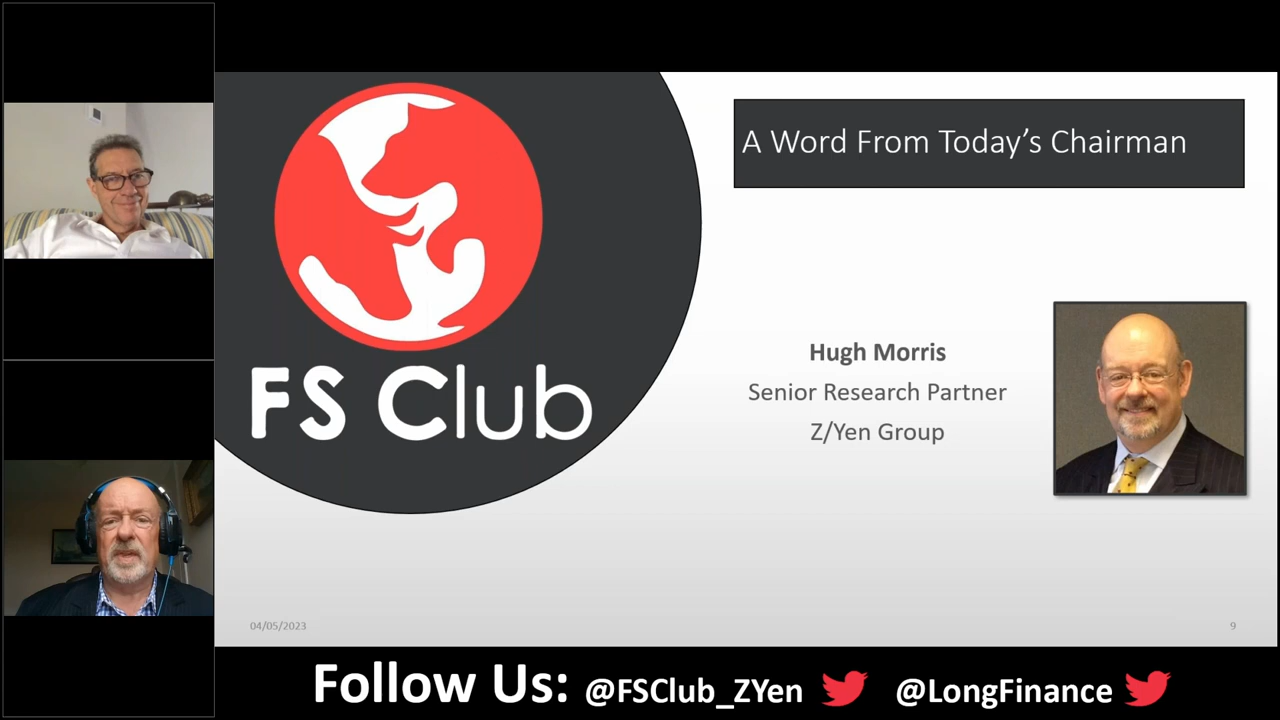 A Word From Today's Chairman
FS Club
Hugh Morris
Senior Research Partner
Z/Yen Group
04/05/2023
9
Follow Us: @FSClub_ZYen @LongFinance